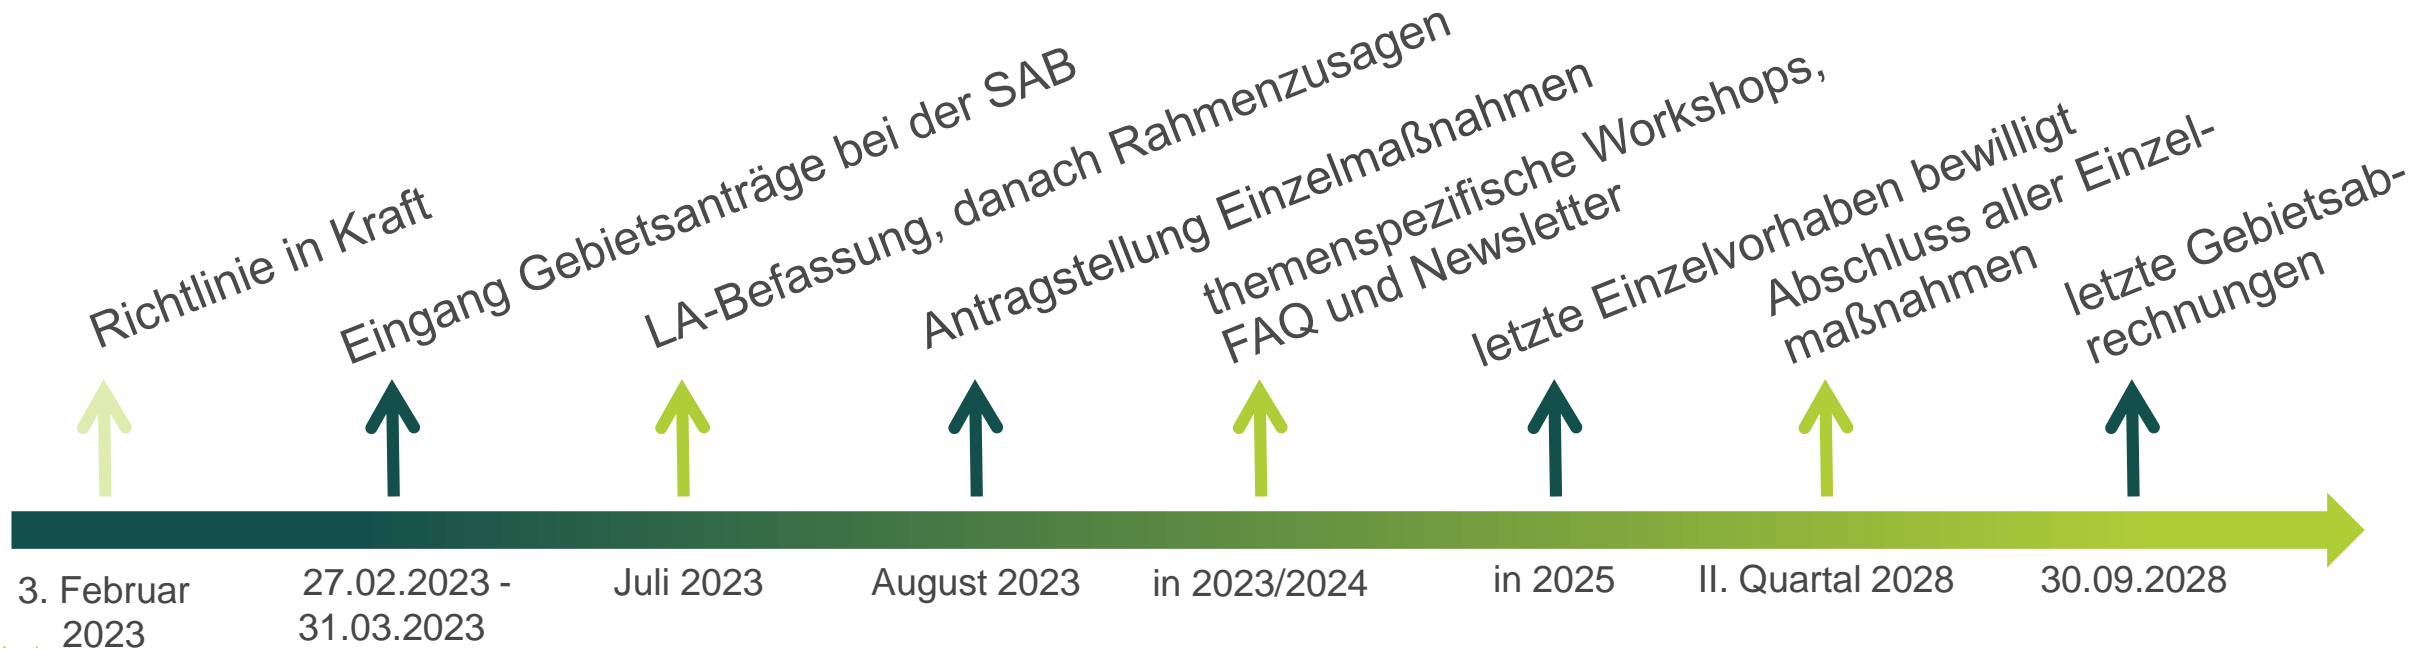 Richtlinie in Kraft
Eingang Gebietsanträge bei der SAB
LA-Befassung, danach Rahmenzusagen
Antragstellung Einzelmaßnahmen
themenspezifische Workshops,
FAQ und Newsletter
letzte Einzelvorhaben bewilligt
Abschluss aller Einzel-
maßnahmen
letzte Gebietsab-
rechnungen
3. Februar
2023
27.02.2023 -
31.03.2023
Juli 2023
August 2023
in 2023/2024
in 2025
II. Quartal 2028
30.09.2028